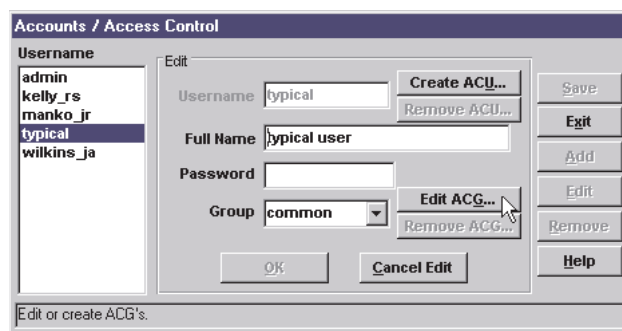 Accounts / Access Control
Username
admin
kelly_rs
manko_jr
typical
wilkins_ja
Edit
Username typical
Create ACU...
Remove ACU...
Full Name typical user
Password
Group common
Edit ACG...
Remove ACG...
OK
Cancel Edit
Save
Exit
Add
Edit
Remove
Help
Edit or create ACG's.